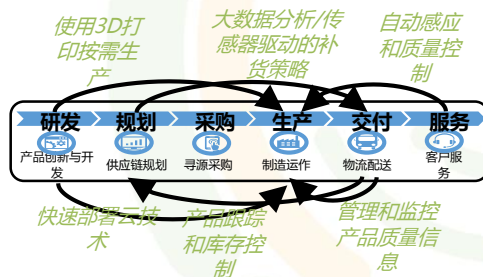 使用3D打
印按需生
产
大数据分析/传
感器驱动的补
货策略
自动感应
和质量控
制
研发 规划 采购 生产 交付 服务
产品创新与开
发
供应链规划
寻源采购
制造运作
物流配送
客户服
务
快速部署云技
术
产品跟踪
和库存控
制
管理和监控
产品质量信
息